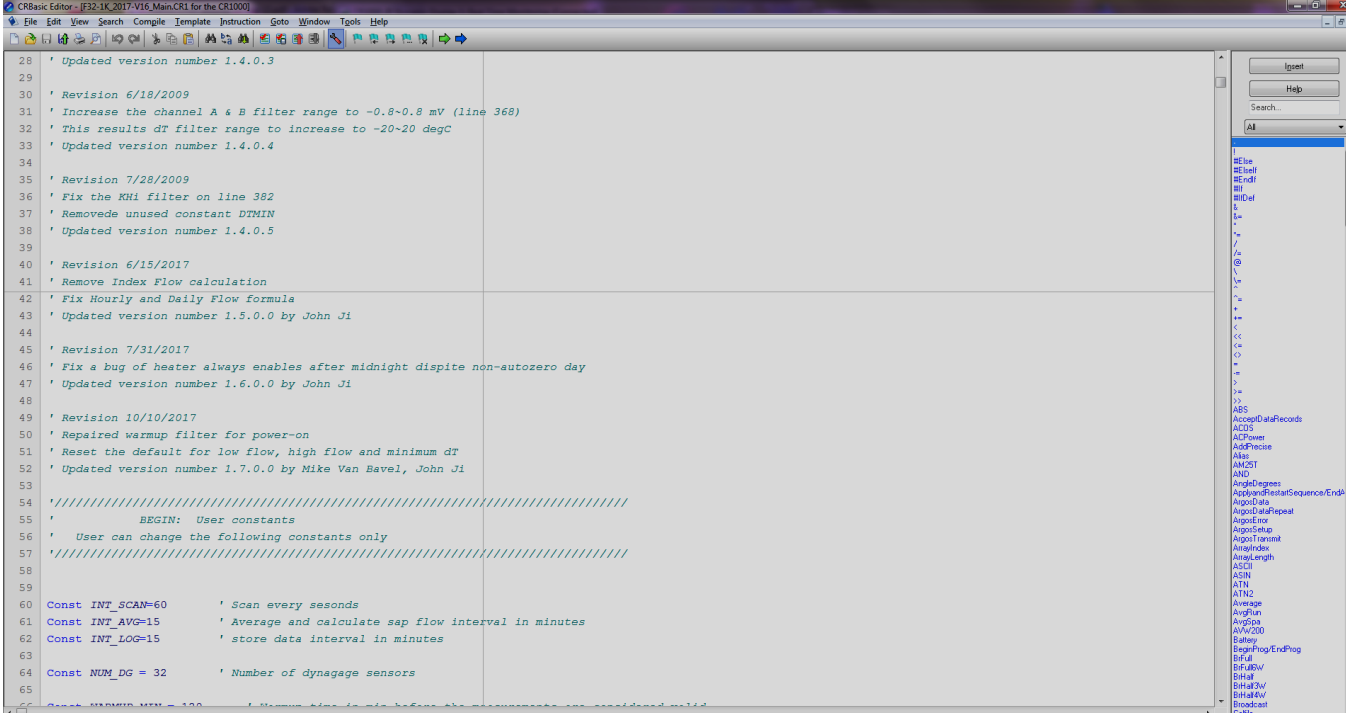 CRBasic Editor - [F32-1K_2017-V16_Main.CR1 for the CR1000]
File Edit View Search Compile Template Instruction Goto Window Tools Help
28 ' Updated version number 1.4.0.3
29
30 ' Revision 6/18/2009
31 ' Increase the channel A & B filter range to -0.8~0.8 mV (line 368)
32 ' This results dT filter range to increase to -20~20 degC
33 ' Updated version number 1.4.0.4
34
35 ' Revision 7/28/2009
36 ' Fix the KHi filter on line 382
37 ' Removede unused constant DTMIN
38 ' Updated version number 1.4.0.5
39
40 ' Revision 6/15/2017
41 ' Remove Index Flow calculation
42 ' Fix Hourly and Daily Flow formula
43 ' Updated version number 1.5.0.0 by John Ji
44
45 ' Revision 7/31/2017
46 ' Fix a bug of heater always enables after midnight dispite non-autozero day
47 ' Updated version number 1.6.0.0 by John Ji
48
49 ' Revision 10/10/2017
50 ' Repaired warmup filter for power-on
51 ' Reset the default for low flow, high flow and minimum dT
52 ' Updated version number 1.7.0.0 by Mike Van Bavel, John Ji
53
54 '/////////////////////////////////////////////////////////////////////////////////
55 ' BEGIN: User constants
56 ' User can change the following constants only
57 '/////////////////////////////////////////////////////////////////////////////////
58
59
60 Const INT_SCAN=60 ' Scan every sesonds
61 Const INT_AVG=15 ' Average and calculate sap flow interval in minutes
62 Const INT_LOG=15 ' store data interval in minutes
63
64 Const NUM_DG = 32 ' Number of dynagage sensors
65
66 Const WARMUP_MIN = 120 ' Warmup time in min before the measurements are considered valid
Insert
Help
Search...
All
-
!
#Else
#ElseIf
#EndIf
#If
#IfDef
&
&=
*
*=
/
/=
@
\
\=
^
^=
+
+=
<
<<
<=
<>
=
-=
>
>=
>>
ABS
AcceptDataRecords
ACOS
ACPower
AddPrecise
Alias
AM25T
AND
AngleDegrees
ApplyandRestartSequence/EndA
ArgosData
ArgosDataRepeat
ArgosError
ArgosSetup
ArgosTransmit
ArrayIndex
ArrayLength
ASCII
ASIN
ATN
ATN2
Average
AvgRun
AvgSpa
AVW200
Battery
BeginProg/EndProg
BrFull
BrFull6W
BrHalf
BrHalf3W
BrHalf4W
Broadcast